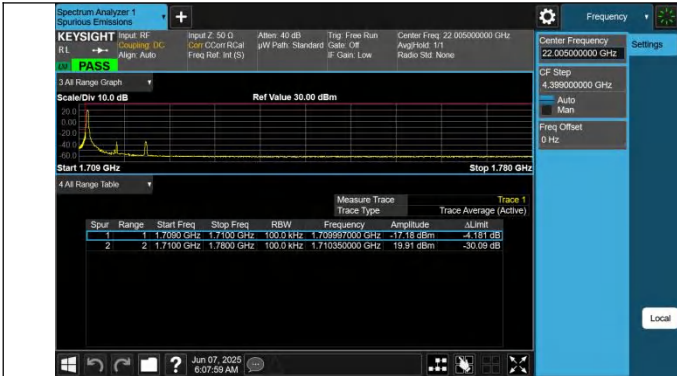 Spectrum Analyzer 1
Spurious Emissions
+
Frequency
KEYSIGHT
RL
Input: RF
Coupling: DC
Align: Auto
Input Z: 50 Ω
Corr CCorr RCal
Freq Ref: Int (S)
Atten: 40 dB
µW Path: Standard
Trig: Free Run
Gate: Off
IF Gain: Low
Center Freq: 22.005000000 GHz
Avg|Hold: 1/1
Radio Std: None
PASS
3 All Range Graph
Scale/Div 10.0 dB
Ref Value 30.00 dBm
20.0
0.00
-20.0
-40.0
-60.0
Start 1.709 GHz
Stop 1.780 GHz
4 All Range Table
Measure Trace Trace 1
Trace Type Trace Average (Active)
Spur Range Start Freq Stop Freq RBW Frequency Amplitude ΔLimit
1 1 1.7090 GHz 1.7100 GHz 100.0 kHz 1.709997000 GHz -17.18 dBm -4.181 dB
2 2 1.7100 GHz 1.7800 GHz 100.0 kHz 1.710350000 GHz 19.91 dBm -30.09 dB
Center Frequency
22.005000000 GHz
Settings
CF Step
4.399000000 GHz
Auto
Man
Freq Offset
0 Hz
Local
?
Jun 07, 2025
6:07:59 AM